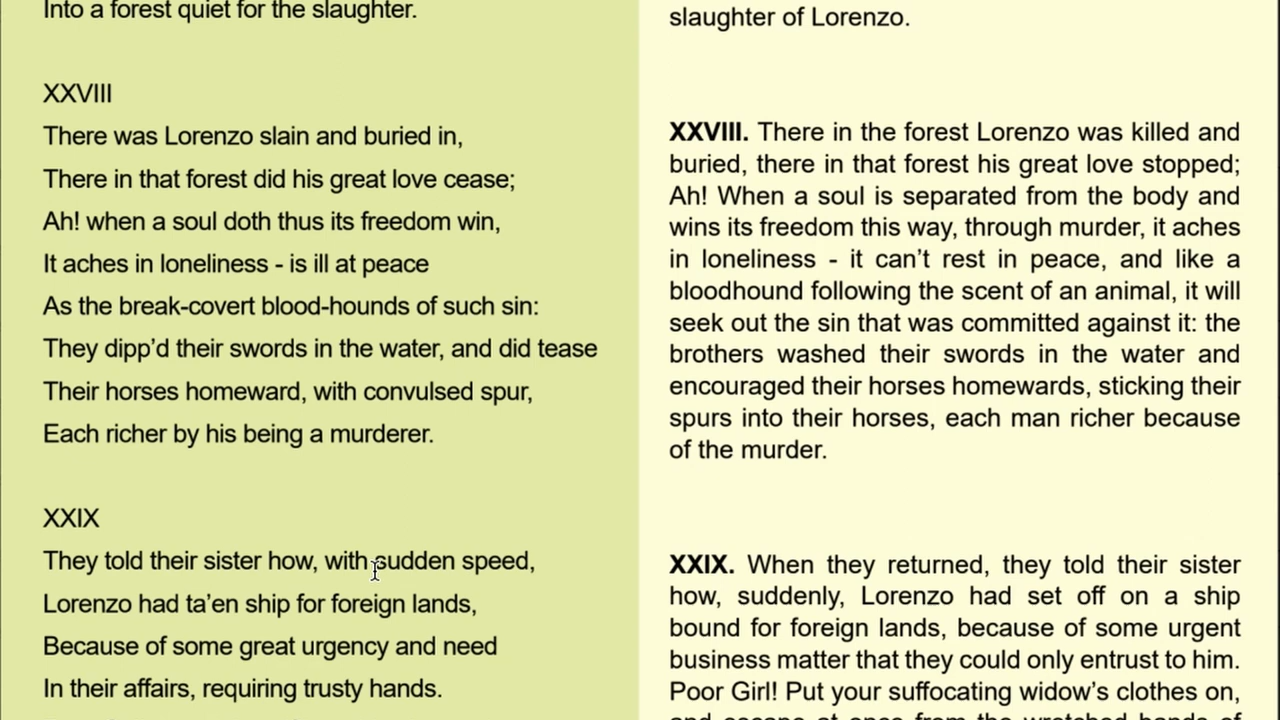 Into a forest quiet for the slaughter.
XXVIII
There was Lorenzo slain and buried in,
There in that forest did his great love cease;
Ah! when a soul doth thus its freedom win,
It aches in loneliness - is ill at peace
As the break-covert blood-hounds of such sin:
They dipp’d their swords in the water, and did tease
Their horses homeward, with convulsed spur,
Each richer by his being a murderer.
XXIX
They told their sister how, with sudden speed,
Lorenzo had ta’en ship for foreign lands,
Because of some great urgency and need
In their affairs, requiring trusty hands.
slaughter of Lorenzo.
XXVIII. There in the forest Lorenzo was killed and
buried, there in that forest his great love stopped;
Ah! When a soul is separated from the body and
wins its freedom this way, through murder, it aches
in loneliness - it can’t rest in peace, and like a
bloodhound following the scent of an animal, it will
seek out the sin that was committed against it: the
brothers washed their swords in the water and
encouraged their horses homewards, sticking their
spurs into their horses, each man richer because
of the murder.
XXIX. When they returned, they told their sister
how, suddenly, Lorenzo had set off on a ship
bound for foreign lands, because of some urgent
business matter that they could only entrust to him.
Poor Girl! Put your suffocating widow’s clothes on,
and escape at once from the wretched bands of